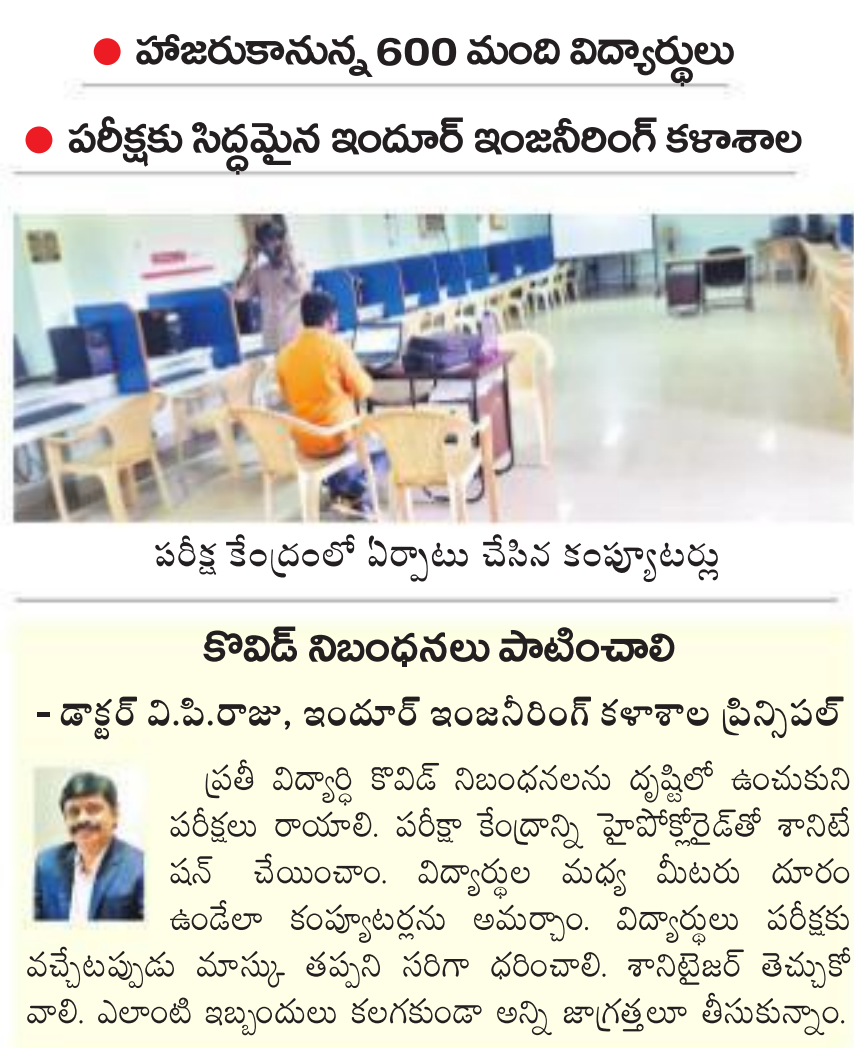 ● హాజరుకానున్న 600 మంది విద్యార్థులు
● పరీక్షకు సిద్ధమైన ఇందూర్ ఇంజనీరింగ్ కళాశాల
పరీక్ష కేంద్రంలో ఏర్పాటు చేసిన కంప్యూటర్లు
కొవిడ్ నిబంధనలు పాటించాలి
- డాక్టర్ వి.పి.రాజు, ఇందూర్ ఇంజనీరింగ్ కళాశాల ప్రిన్సిపల్
ప్రతీ విద్యార్థి కొవిడ్ నిబంధనలను దృష్టిలో ఉంచుకుని
పరీక్షలు రాయాలి. పరీక్షా కేంద్రాన్ని హైపోక్లోరైడ్‌తో శానిటే
షన్ చేయించాం. విద్యార్థుల మధ్య మీటరు దూరం
ఉండేలా కంప్యూటర్లను అమర్చాం. విద్యార్థులు పరీక్షకు
వచ్చేటప్పుడు మాస్కు తప్పని సరిగా ధరించాలి. శానిటైజర్ తెచ్చుకో
వాలి. ఎలాంటి ఇబ్బందులు కలగకుండా అన్ని జాగ్రత్తలూ తీసుకున్నాం.